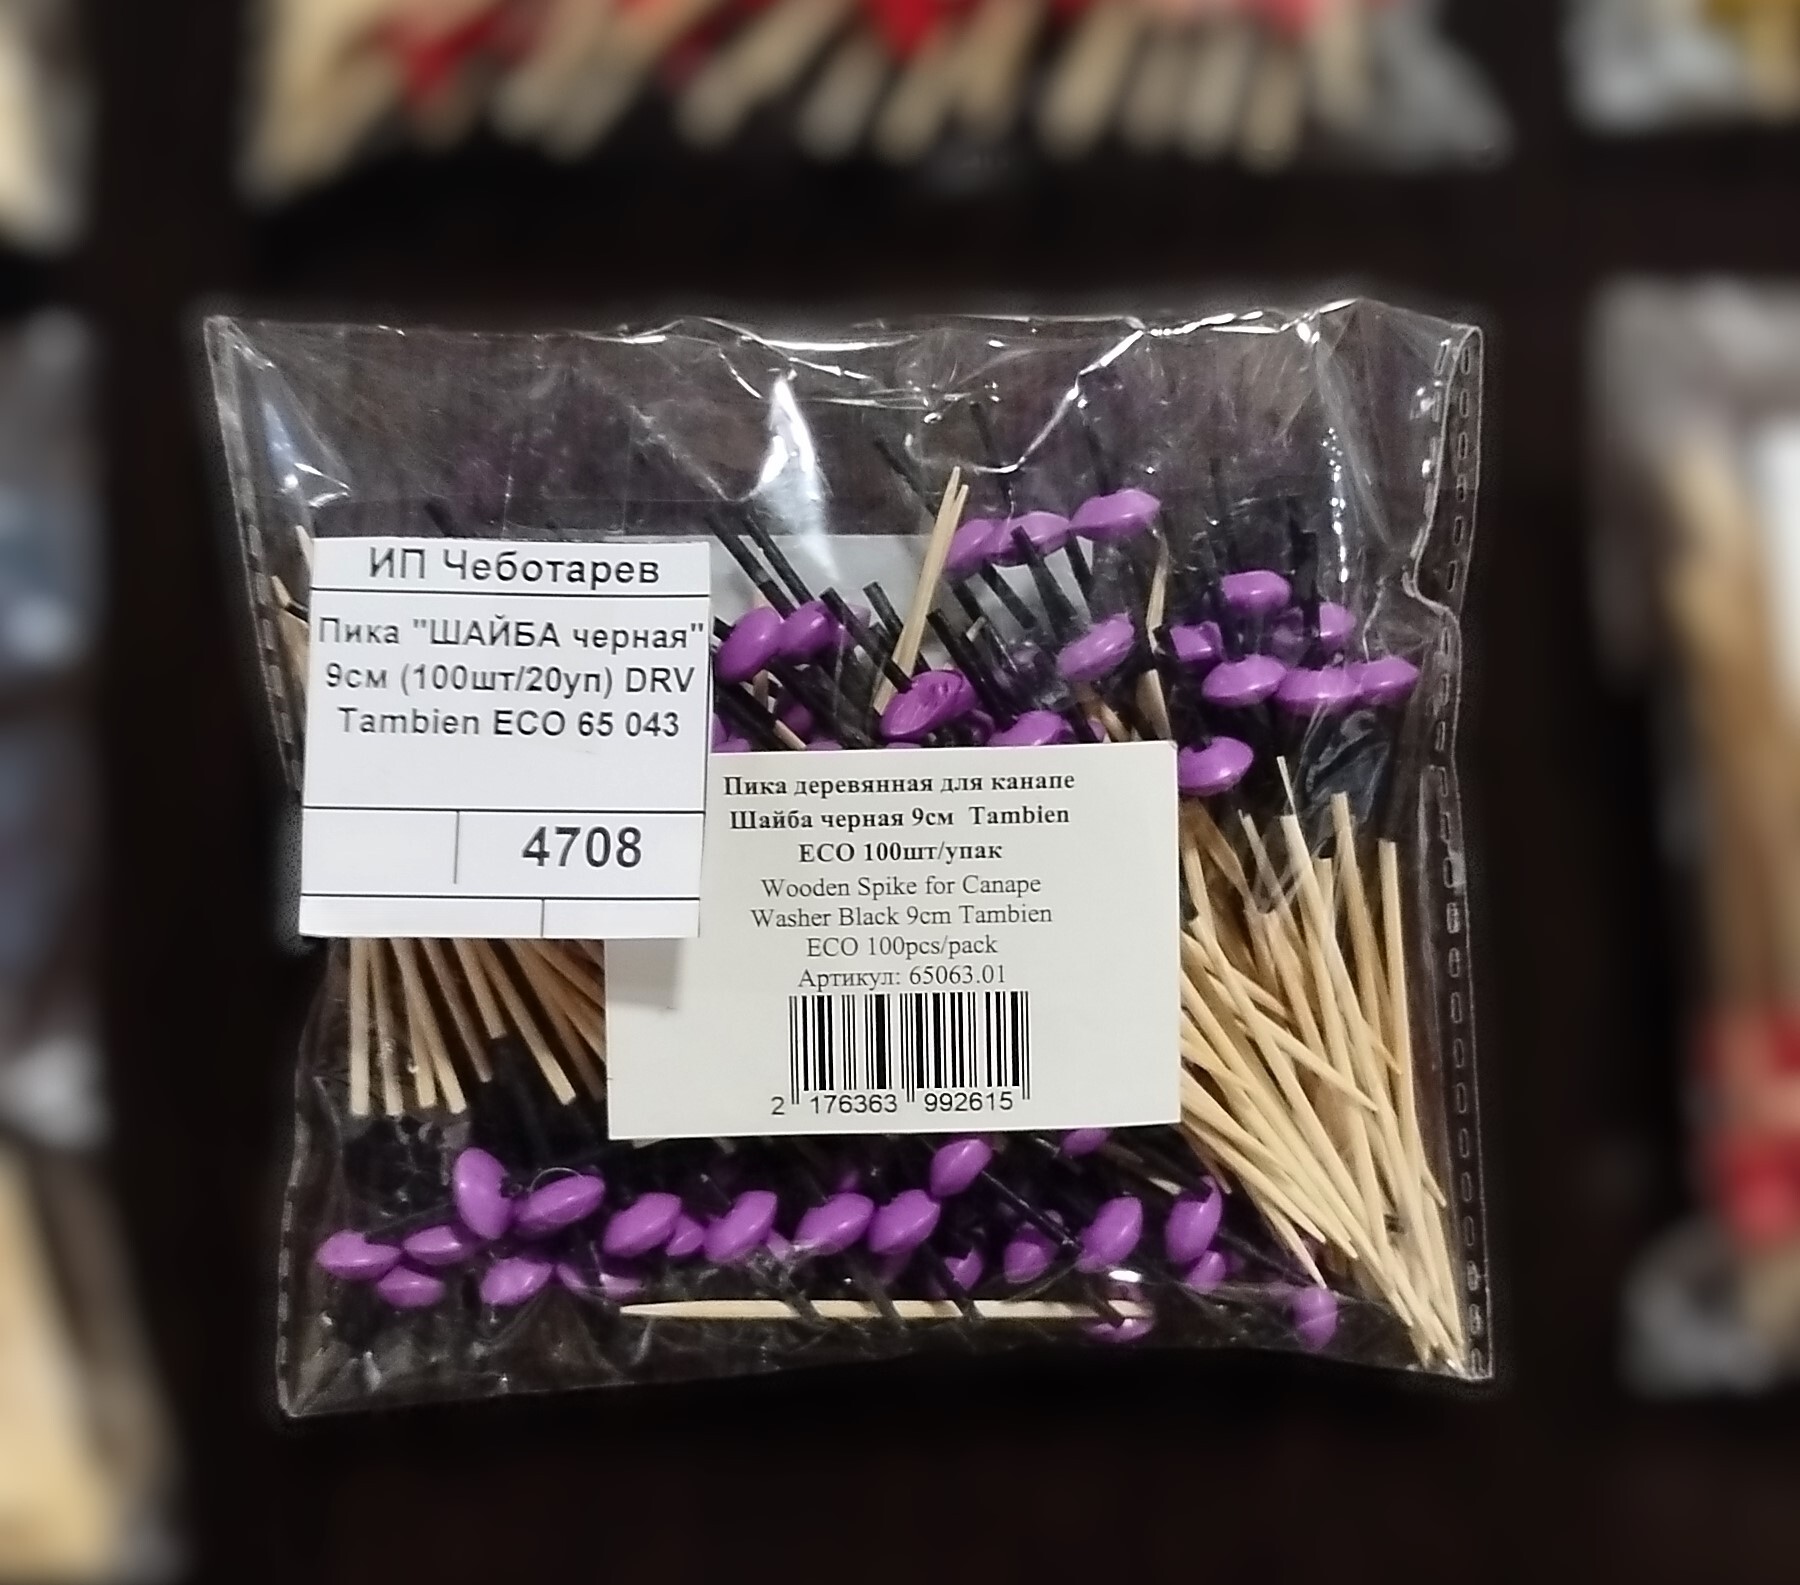 ИП Чеботарев
Пика "ШАЙБА черная"
9см (100шт/20уп) DRV
Tambien ECO 65 043
4708
Пика деревянная для канапе
Шайба черная 9см Tambien
ECO 100шт/упак
Wooden Spike for Canape
Washer Black 9cm Tambien
ECO 100pcs/pack
Артикул: 65063.01
2 176363 992615